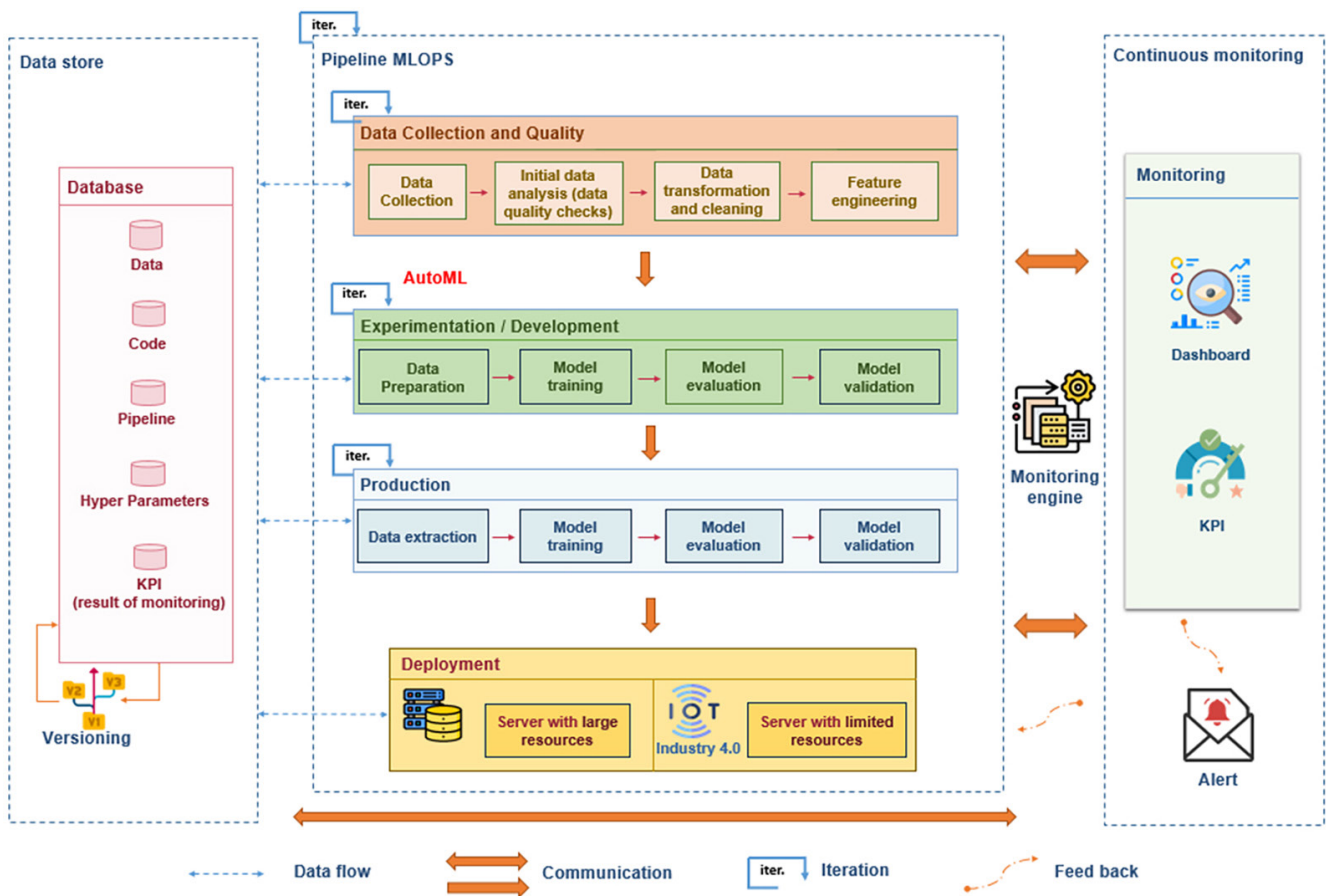 iter.
Data store
Pipeline MLOPS
Continuous monitoring
iter.
Data Collection and Quality
Data
Collection
Initial data
analysis (data
quality checks)
Data
transformation
and cleaning
Feature
engineering
Database
Data
Code
Pipeline
Hyper Parameters
KPI
(result of monitoring)
V2
V3
V1
Versioning
AutoML
iter.
Experimentation / Development
Data
Preparation
Model
training
Model
evaluation
Model
validation
iter.
Production
Data extraction
Model
training
Model
evaluation
Model
validation
Deployment
Server with large
resources
IOT
Industry 4.0
Server with limited
resources
Monitoring
engine
Monitoring
Dashboard
KPI
Alert
Data flow
Communication
iter.
Iteration
Feed back